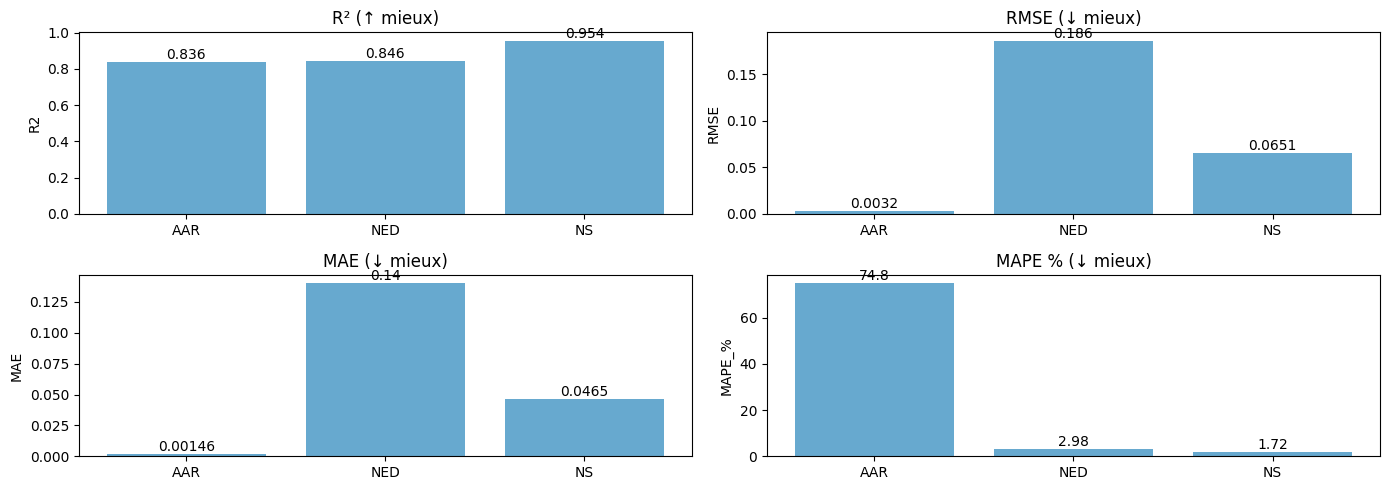 R² (↑ mieux)
R2
1.0
0.8
0.6
0.4
0.2
0.0
0.836
0.846
0.954
AAR
NED
NS
RMSE (↓ mieux)
RMSE
0.15
0.10
0.05
0.00
0.0032
0.186
0.0651
AAR
NED
NS
MAE (↓ mieux)
MAE
0.125
0.100
0.075
0.050
0.025
0.000
0.00146
0.14
0.0465
AAR
NED
NS
MAPE % (↓ mieux)
MAPE_%
60
40
20
0
74.8
2.98
1.72
AAR
NED
NS